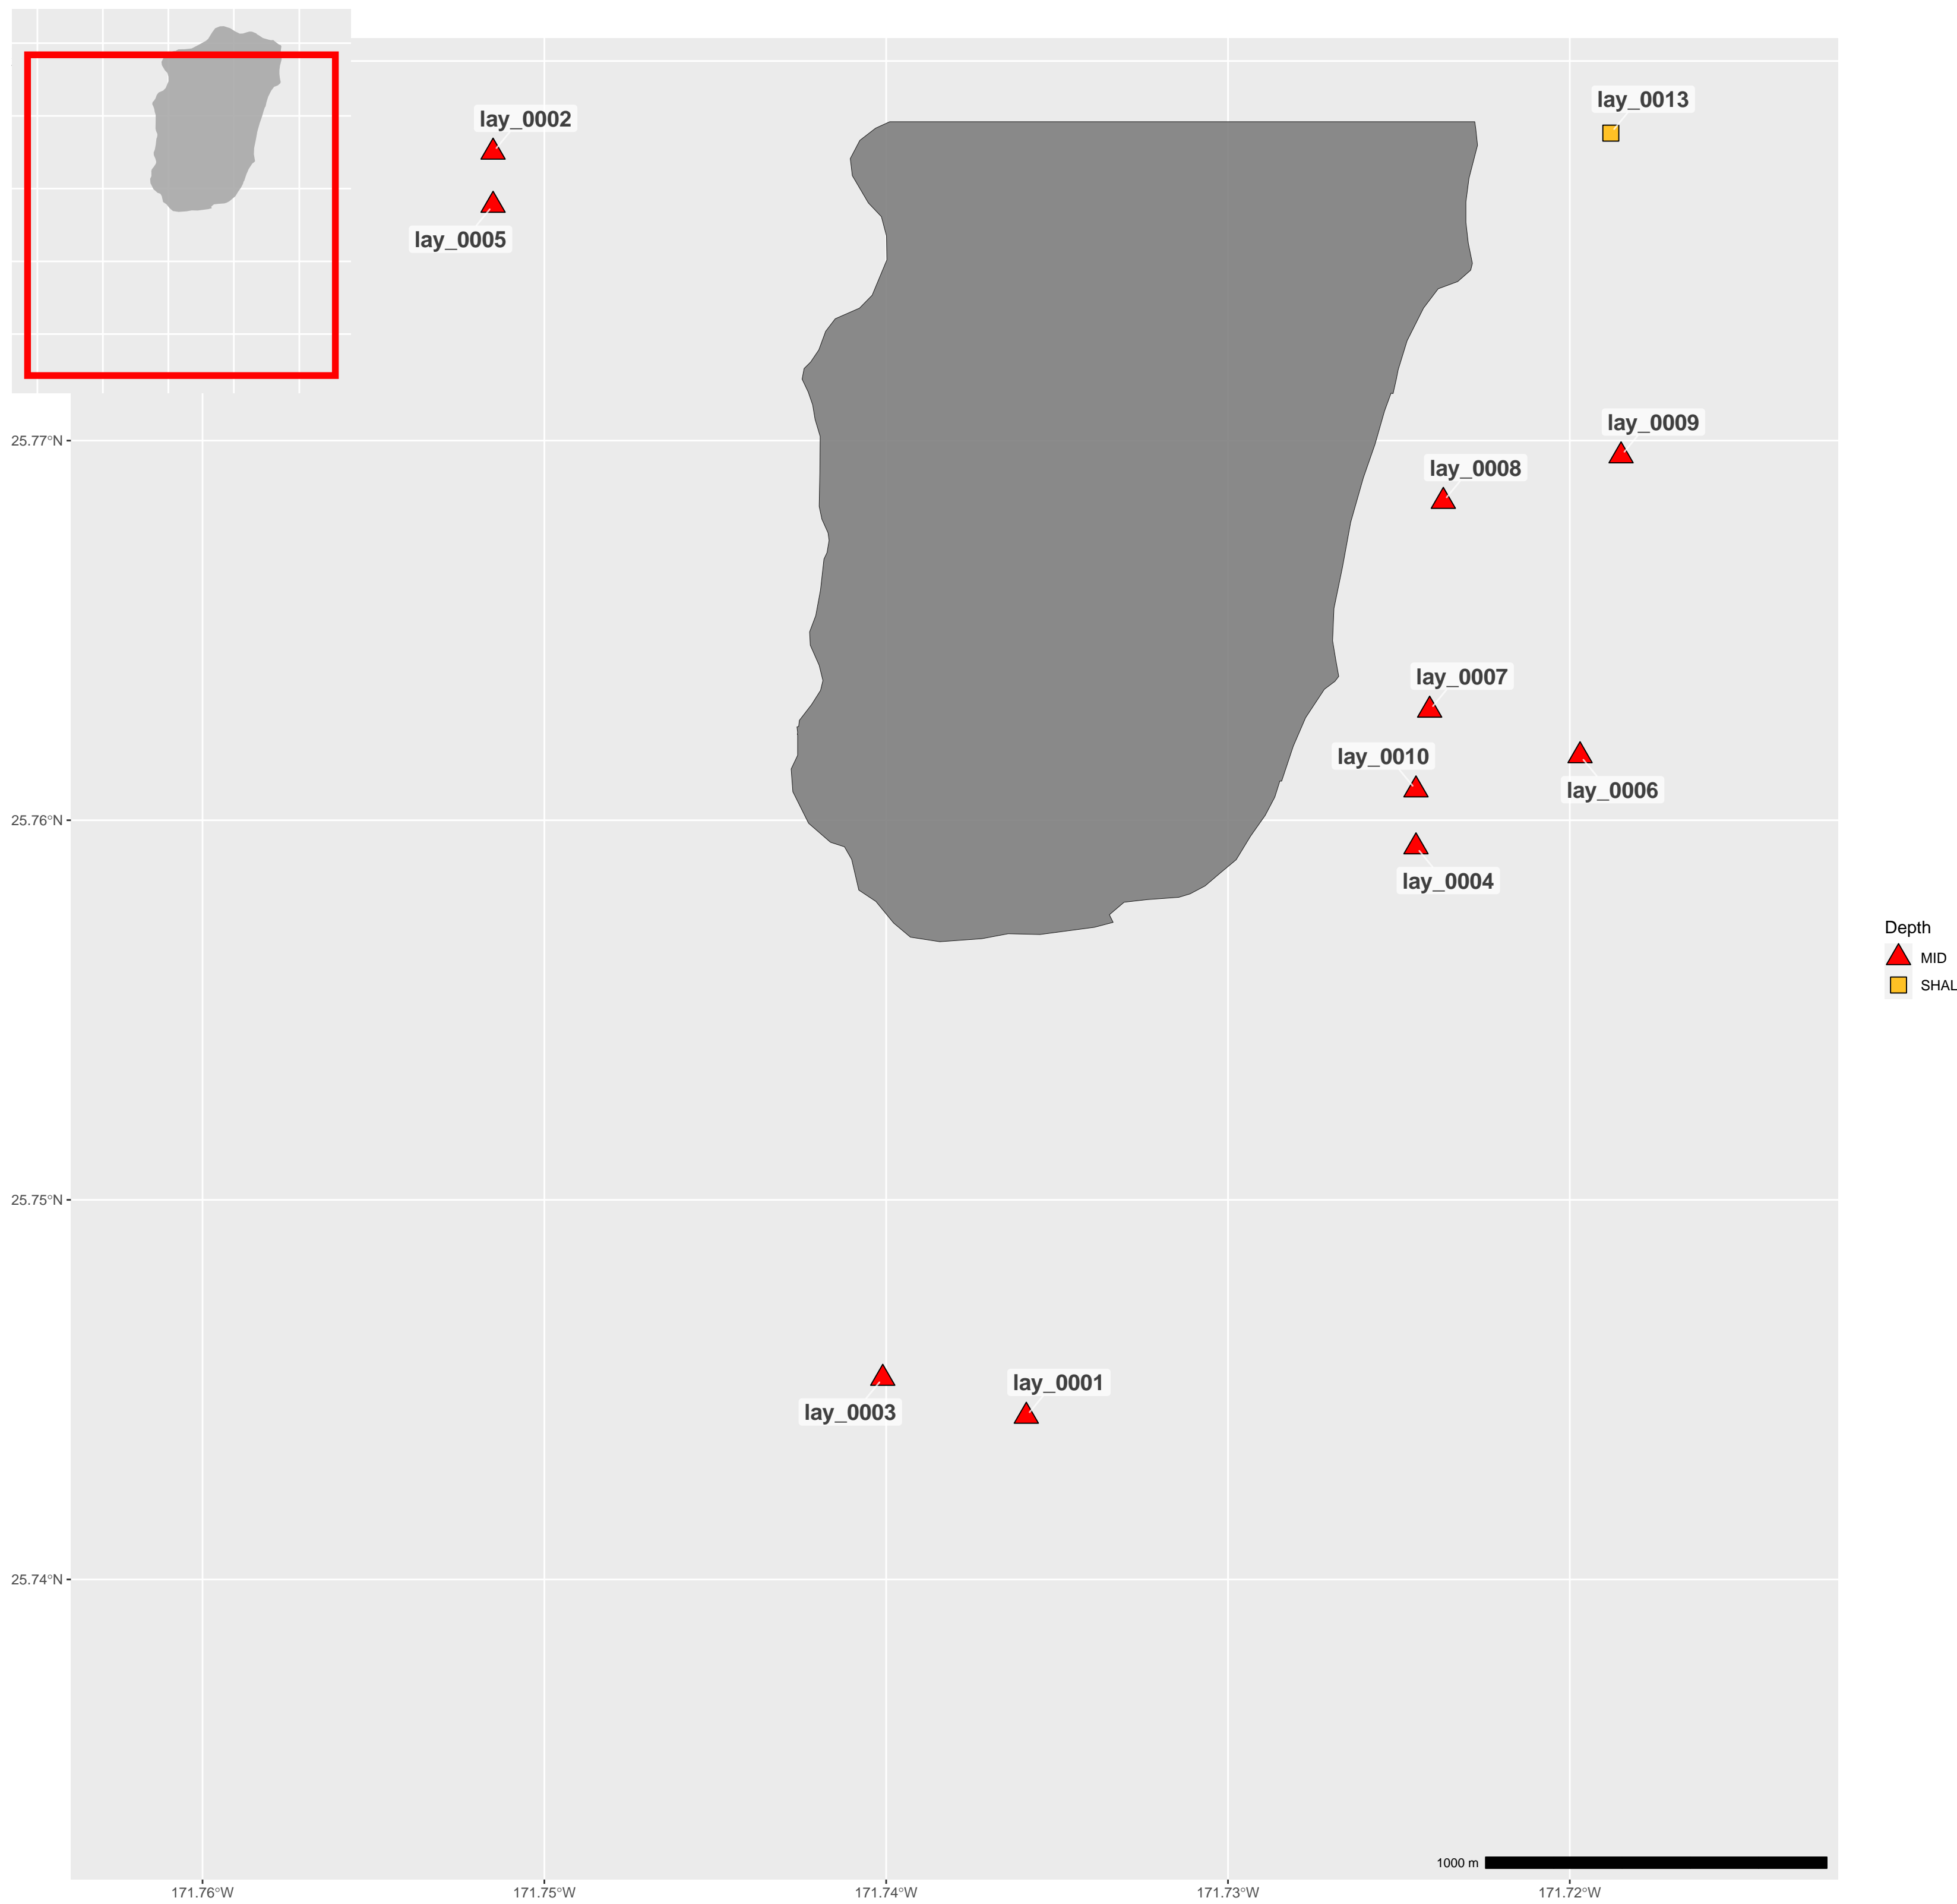 lay_0013
lay_0002
lay_0005
lay_0009
25.77°N
lay_0008
lay_0007
lay_0010
lay_0006
25.76°N
lay_0004
Depth
MID
SHAL
25.75°N
lay_0001
lay_0003
25.74°N
1000 m
171.76°W
171.75°W
171.74°W
171.73°W
171.72°W